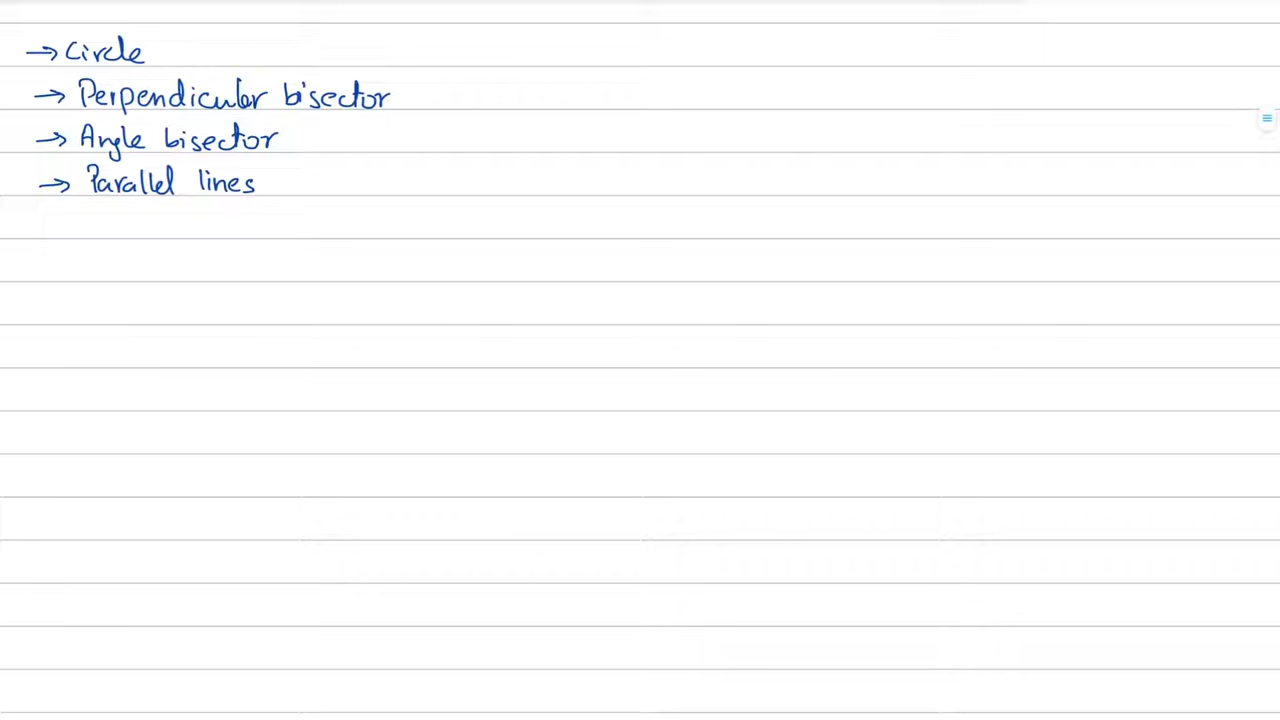 → Circle
→ Perpendicular bisector
→ Angle bisector
→ Parallel lines